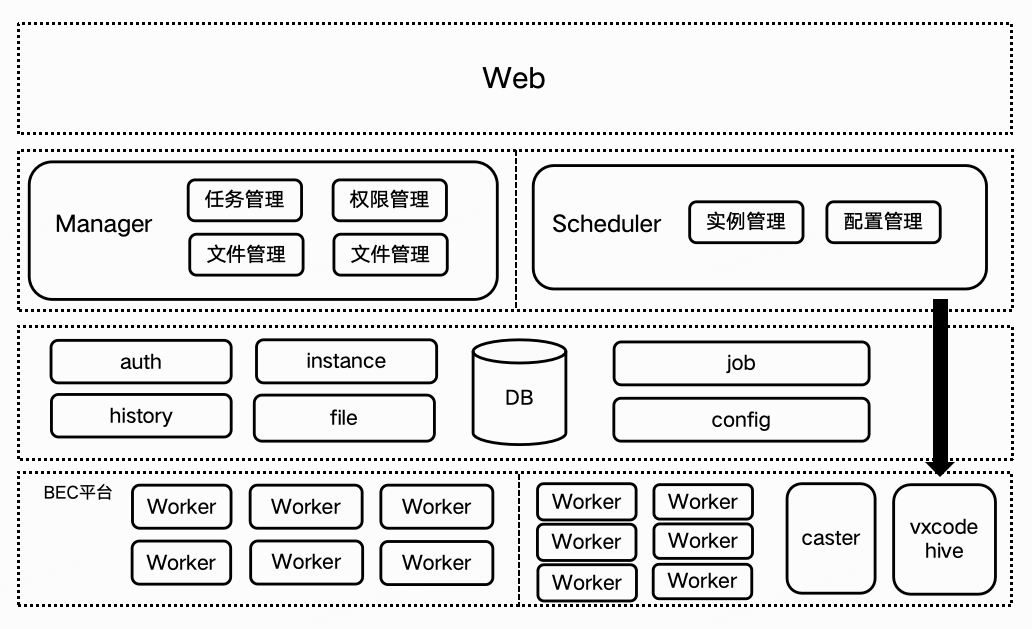 Web
Manager
任务管理
权限管理
文件管理
文件管理
Scheduler
实例管理
配置管理
auth
instance
history
file
DB
job
config
BEC平台
Worker
Worker
Worker
Worker
Worker
Worker
Worker
Worker
Worker
Worker
Worker
Worker
caster
vxcode
hive